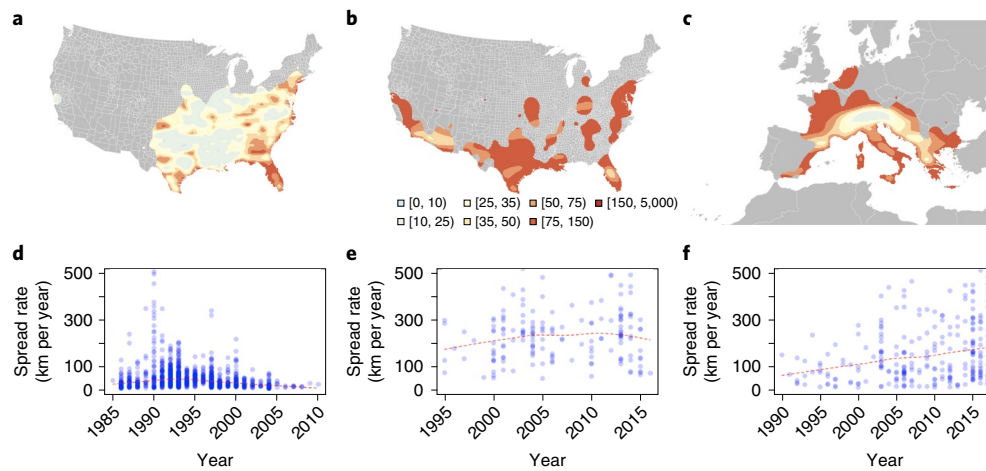 a
b
c
[0, 10)
[25, 35)
[50, 75)
[150, 5,000)
[10, 25)
[35, 50)
[75, 150)
d
e
f
Spread rate
(km per year)
500
300
100
0
1985
1990
1995
2000
2005
2010
Year
Spread rate
(km per year)
500
300
100
0
1995
2000
2005
2010
2015
Year
Spread rate
(km per year)
500
300
100
0
1990
1995
2000
2005
2010
2015
Year